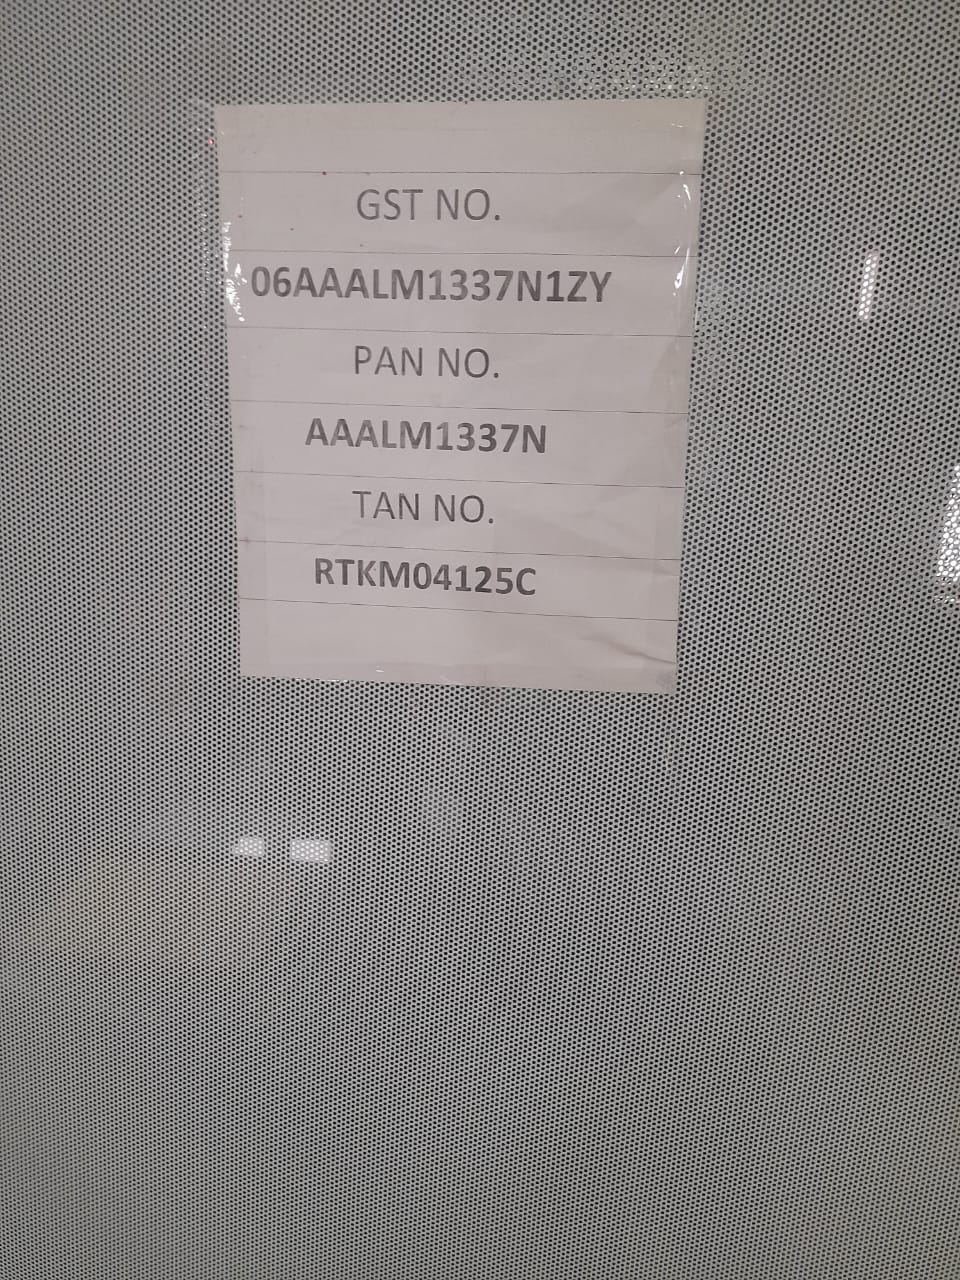 GST NO.
06AAALM1337N1ZY
PAN NO.
AAALM1337N
TAN NO.
RTKM04125C